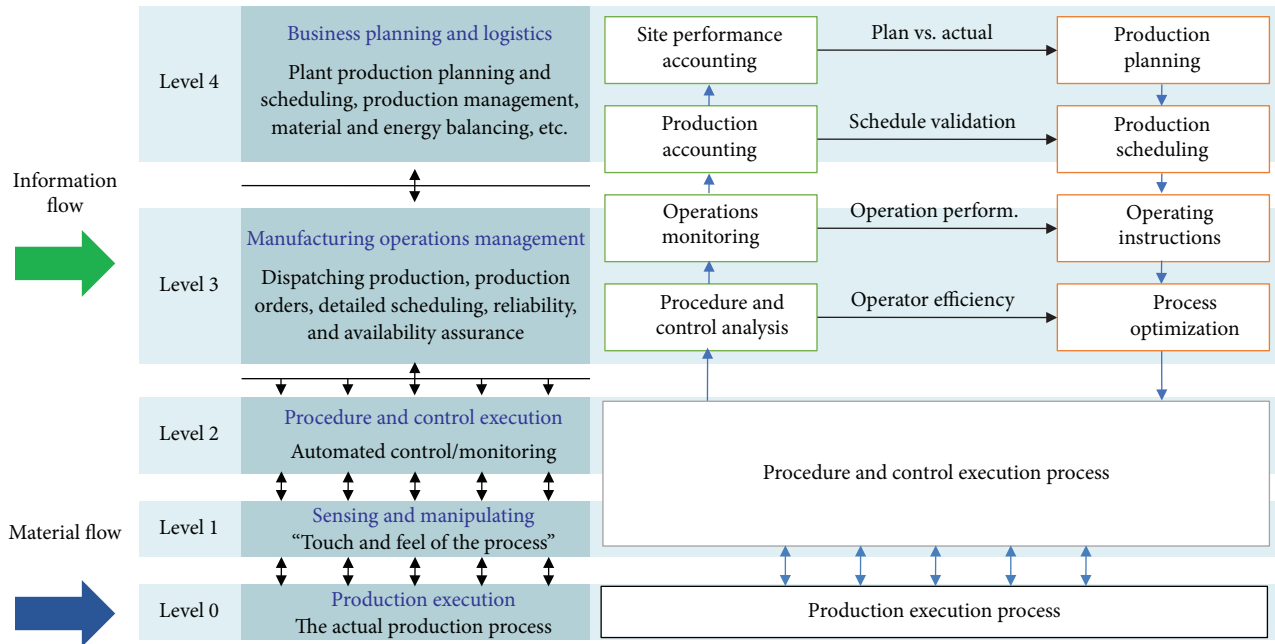 Information
flow
Material flow
Level 4
Business planning and logistics
Plant production planning and
scheduling, production management,
material and energy balancing, etc.
Level 3
Manufacturing operations management
Dispatching production, production
orders, detailed scheduling, reliability,
and availability assurance
Level 2
Procedure and control execution
Automated control/monitoring
Level 1
Sensing and manipulating
“Touch and feel of the process”
Level 0
Production execution
The actual production process
Site performance
accounting
Plan vs. actual
Production
planning
Production
accounting
Schedule validation
Production
scheduling
Operations
monitoring
Operation perform.
Operating
instructions
Procedure and
control analysis
Operator efficiency
Process
optimization
Procedure and control execution process
Production execution process